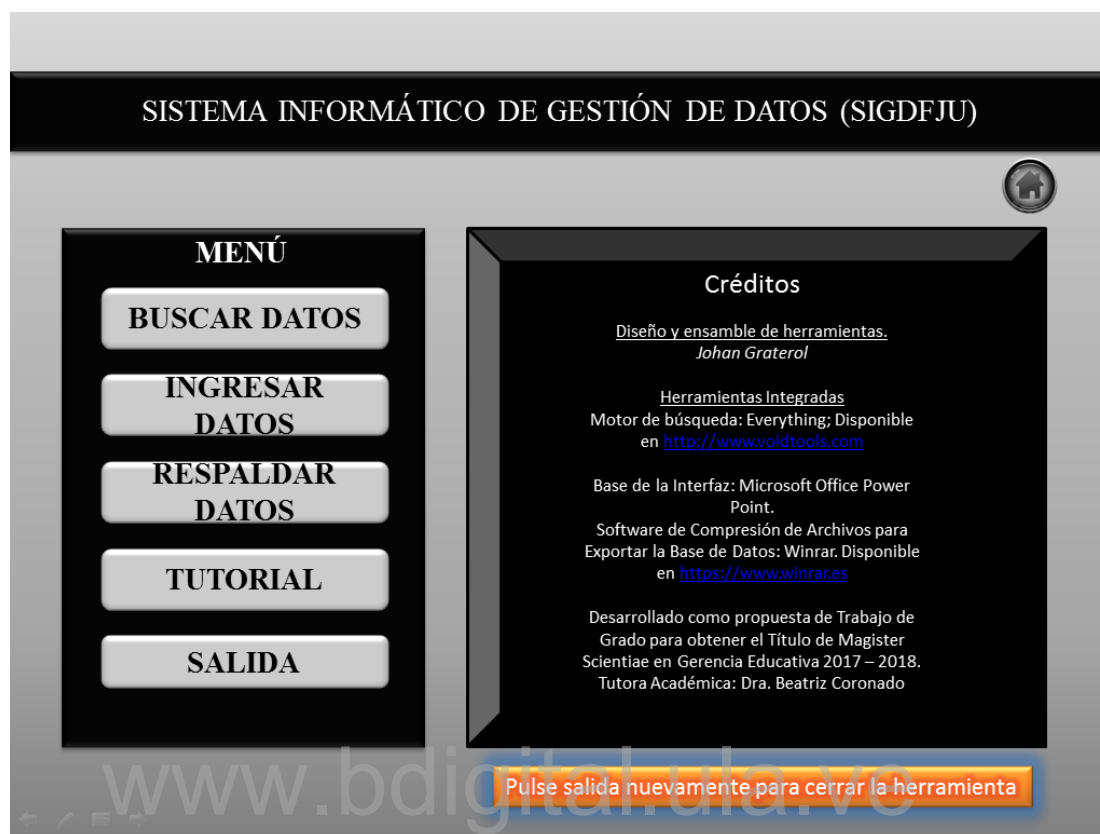 SISTEMA INFORMÁTICO DE GESTIÓN DE DATOS (SIGDFJU)
MENÚ
BUSCAR DATOS
INGRESAR
DATOS
RESPALDAR
DATOS
TUTORIAL
SALIDA
Créditos
Diseño y ensamble de herramientas.
Johan Graterol
Herramientas Integradas
Motor de búsqueda: Everything; Disponible
en http://www.voidtools.com
Base de la Interfaz: Microsoft Office Power
Point.
Software de Compresión de Archivos para
Exportar la Base de Datos: Winrar. Disponible
en https://www.winrar.es
Desarrollado como propuesta de Trabajo de
Grado para obtener el Título de Magister
Scientiae en Gerencia Educativa 2017 – 2018.
Tutora Académica: Dra. Beatriz Coronado
Pulse salida nuevamente para cerrar la herramienta
www.bdigital.ula.ve